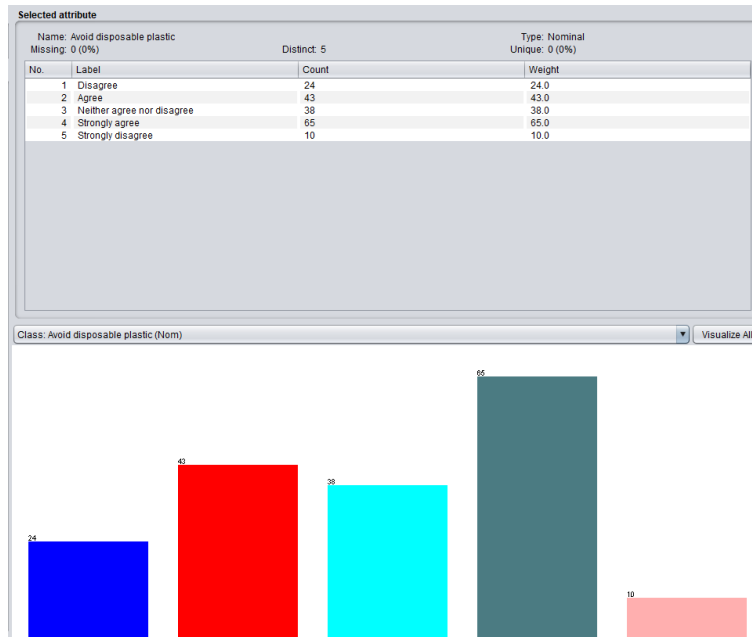 Selected attribute
Name: Avoid disposable plastic Type: Nominal
Missing: 0 (0%) Distinct: 5 Unique: 0 (0%)
No. Label Count Weight
1 Disagree 24 24.0
2 Agree 43 43.0
3 Neither agree nor disagree 38 38.0
4 Strongly agree 65 65.0
5 Strongly disagree 10 10.0
Class: Avoid disposable plastic (Nom) Visualize All
65
43
38
24
10